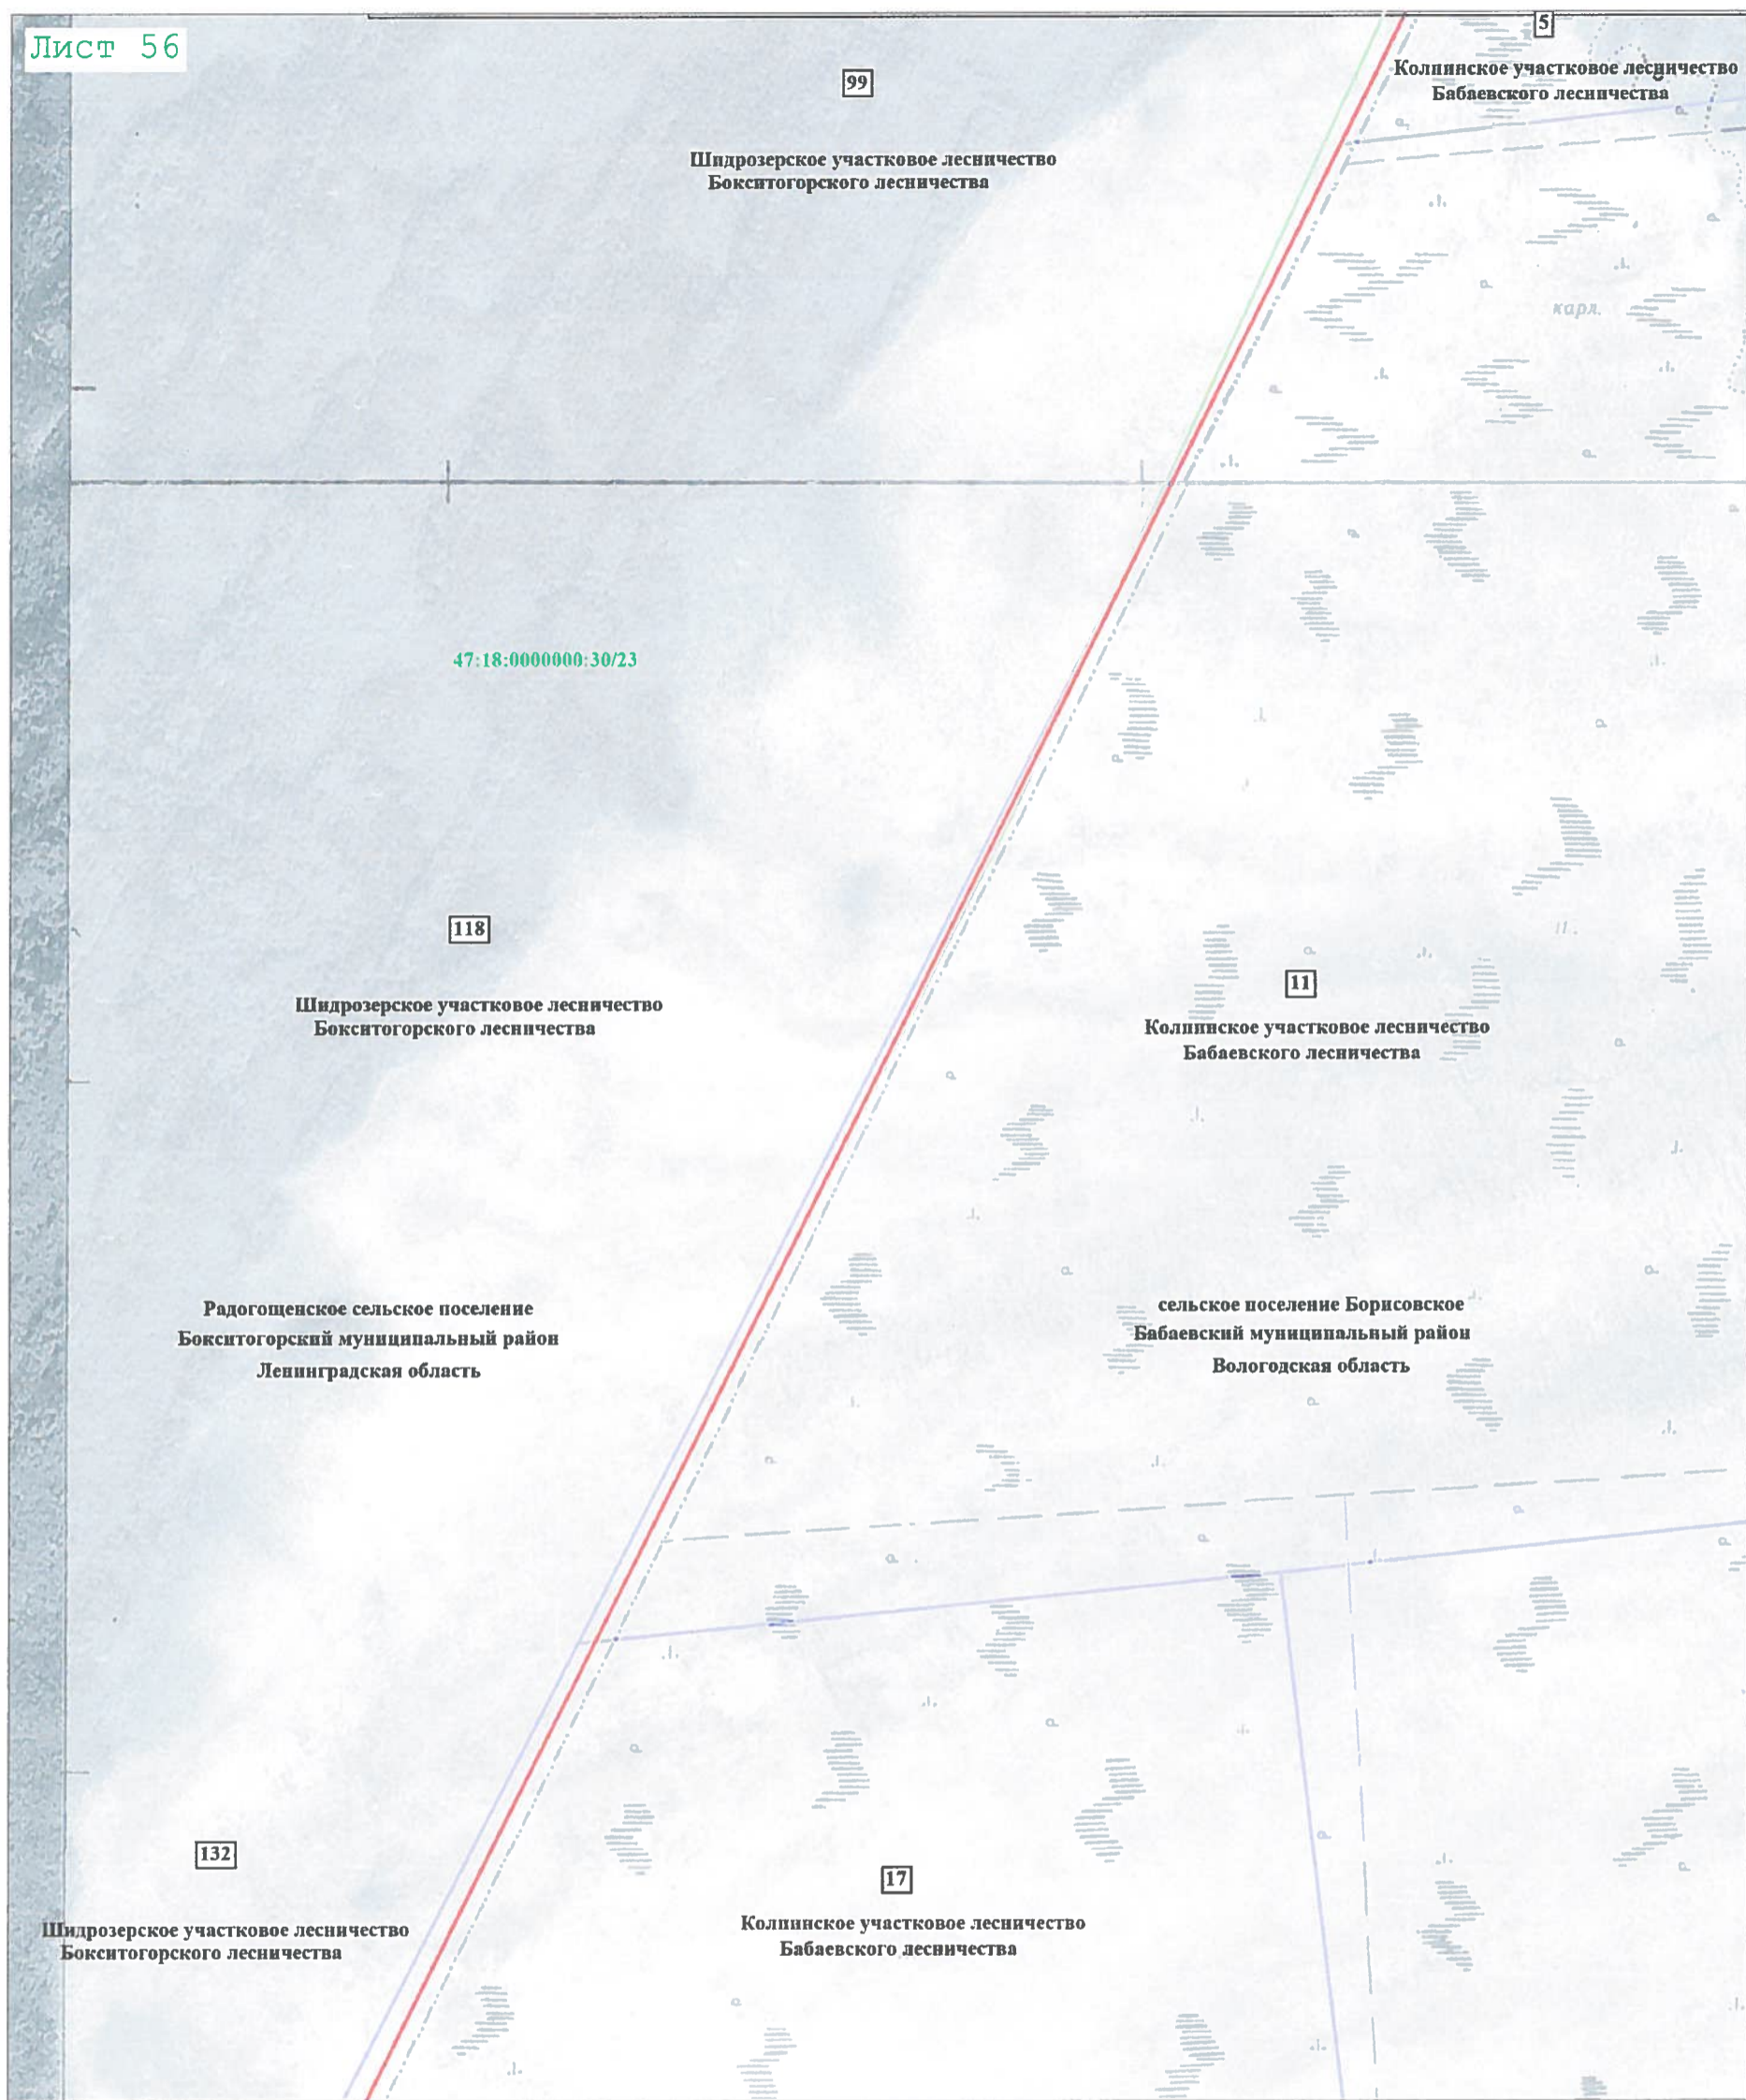 Лист 56
5
Колпинское участковое лесничество
Бабаевского лесничества
99
Шидрозерское участковое лесничество
Бокситогорского лесничества
карл.
47:18:0000000:30/23
118
Шидрозерское участковое лесничество
Бокситогорского лесничества
11
Колпинское участковое лесничество
Бабаевского лесничества
Радогощенское сельское поселение
Бокситогорский муниципальный район
Ленинградская область
сельское поселение Борисовское
Бабаевский муниципальный район
Вологодская область
132
Шидрозерское участковое лесничество
Бокситогорского лесничества
17
Колпинское участковое лесничество
Бабаевского лесничества